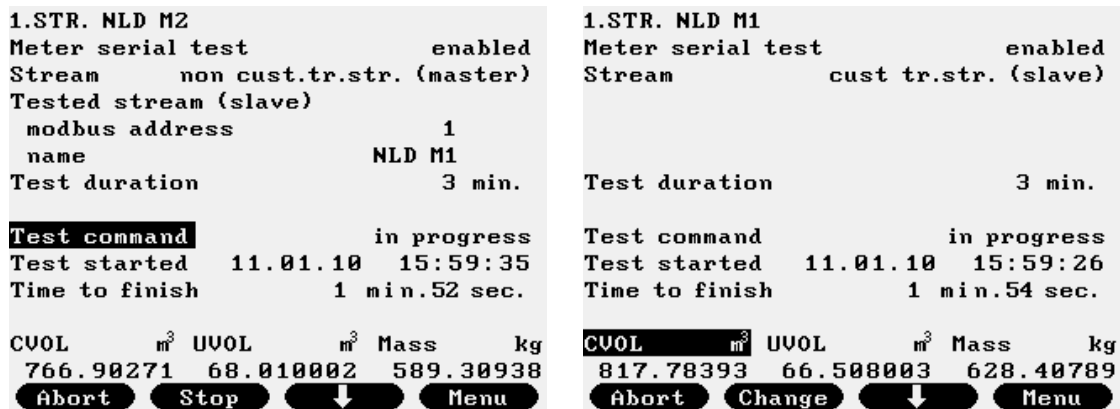 1.STR. NLD M2
Meter serial test enabled
Stream non cust.tr.str. (master)
Tested stream (slave)
modbus address 1
name NLD M1
Test duration 3 min.
Test command in progress
Test started 11.01.10 15:59:35
Time to finish 1 min.52 sec.
CVOL m³ UVOL m³ Mass kg
766.90271 68.010002 589.30938
Abort Stop ↓ Menu
1.STR. NLD M1
Meter serial test enabled
Stream cust tr.str. (slave)
Test duration 3 min.
Test command in progress
Test started 11.01.10 15:59:26
Time to finish 1 min.54 sec.
CVOL m³ UVOL m³ Mass kg
817.78393 66.508003 628.40789
Abort Change ↓ Menu